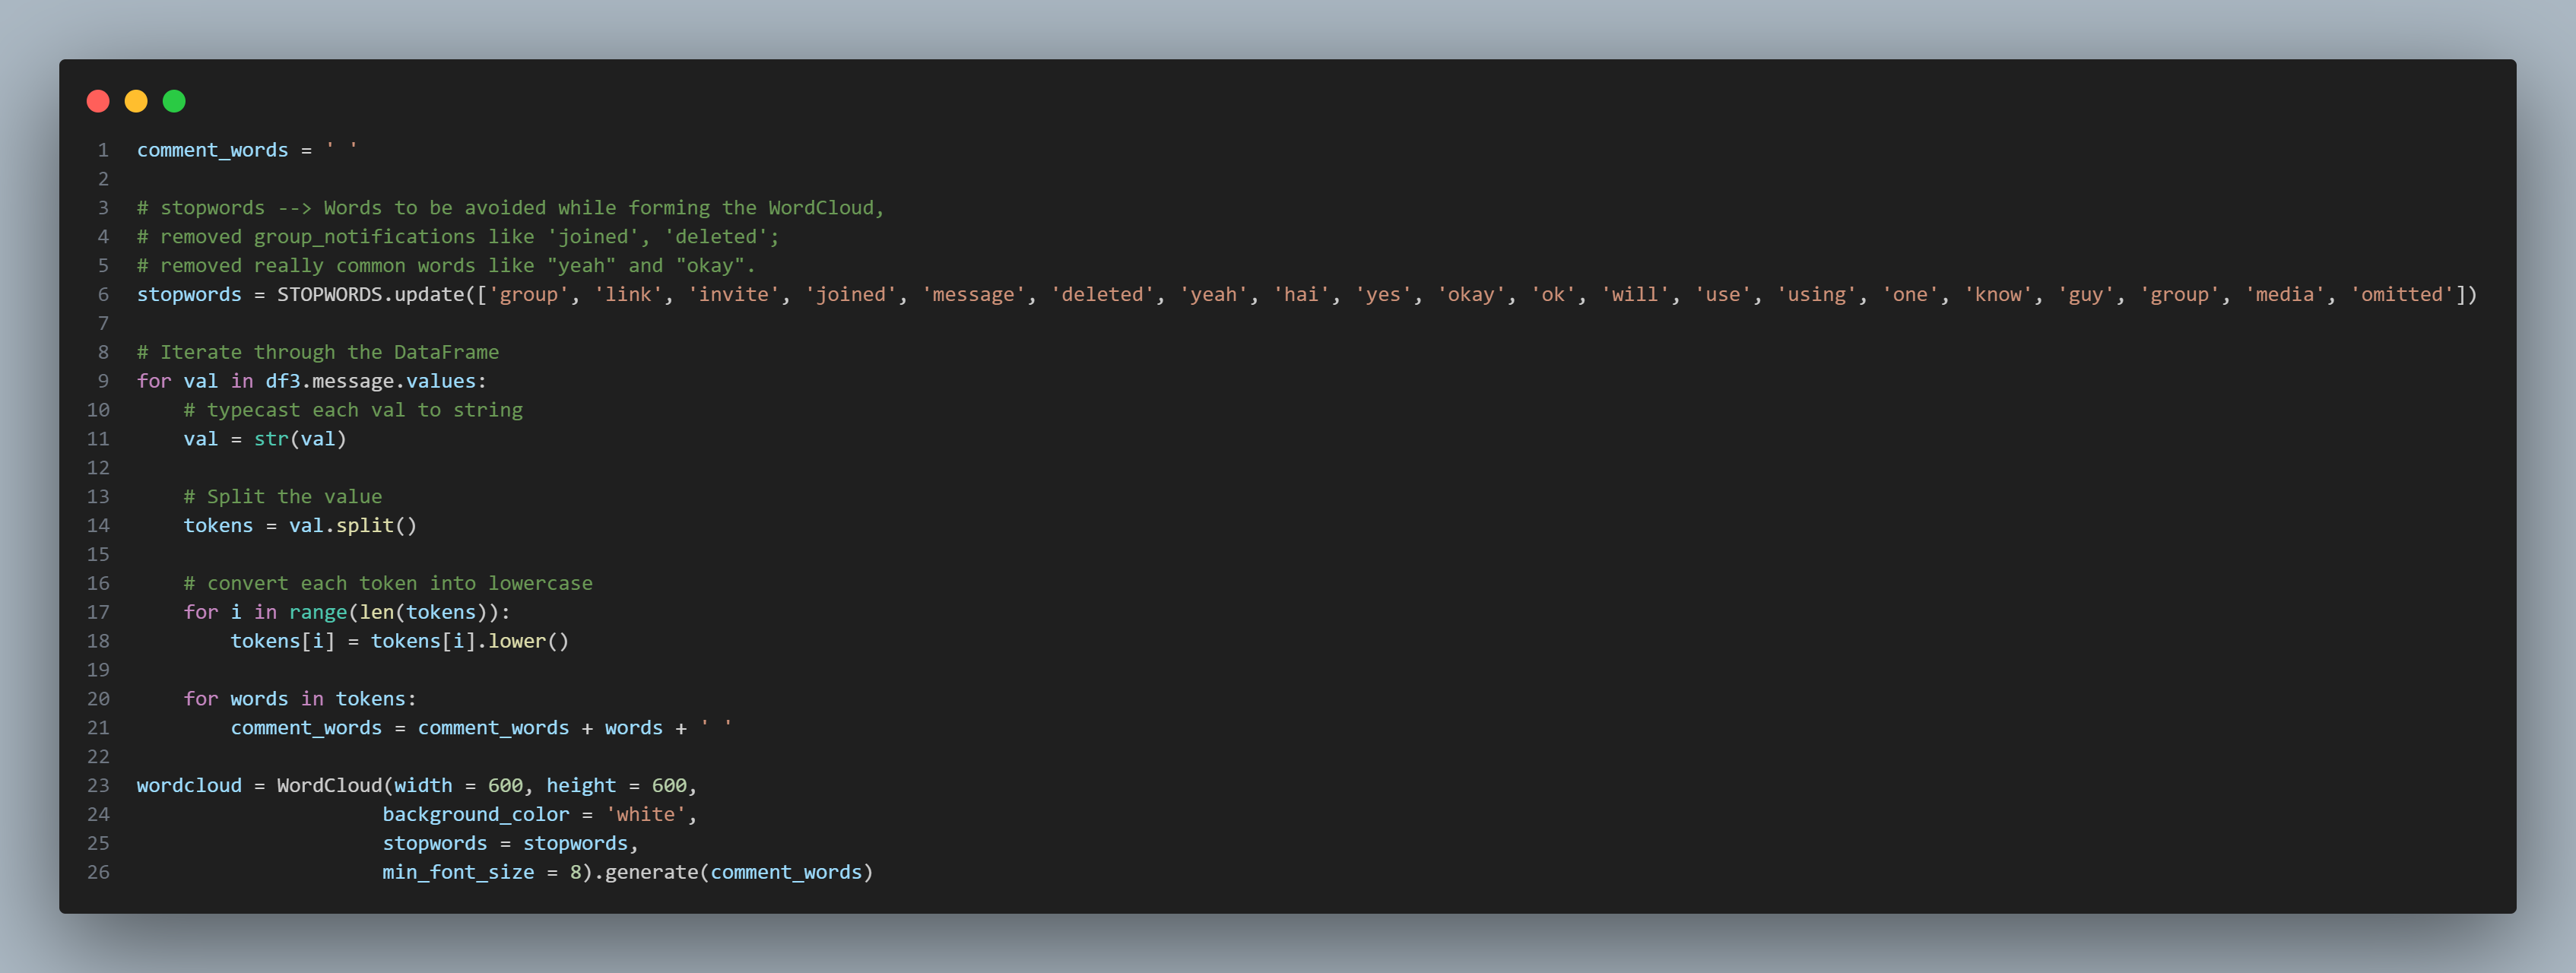 1 comment_words = ' '
2
3 # stopwords --> Words to be avoided while forming the WordCloud,
4 # removed group_notifications like 'joined', 'deleted';
5 # removed really common words like "yeah" and "okay".
6 stopwords = STOPWORDS.update(['group', 'link', 'invite', 'joined', 'message', 'deleted', 'yeah', 'hai', 'yes', 'okay', 'ok', 'will', 'use', 'using', 'one', 'know', 'guy', 'group', 'media', 'omitted'])
7
8 # Iterate through the DataFrame
9 for val in df3.message.values:
10     # typecast each val to string
11     val = str(val)
12
13     # Split the value
14     tokens = val.split()
15
16     # convert each token into lowercase
17     for i in range(len(tokens)):
18         tokens[i] = tokens[i].lower()
19
20     for words in tokens:
21         comment_words = comment_words + words + ' '
22
23 wordcloud = WordCloud(width = 600, height = 600,
24                      background_color = 'white',
25                      stopwords = stopwords,
26                      min_font_size = 8).generate(comment_words)